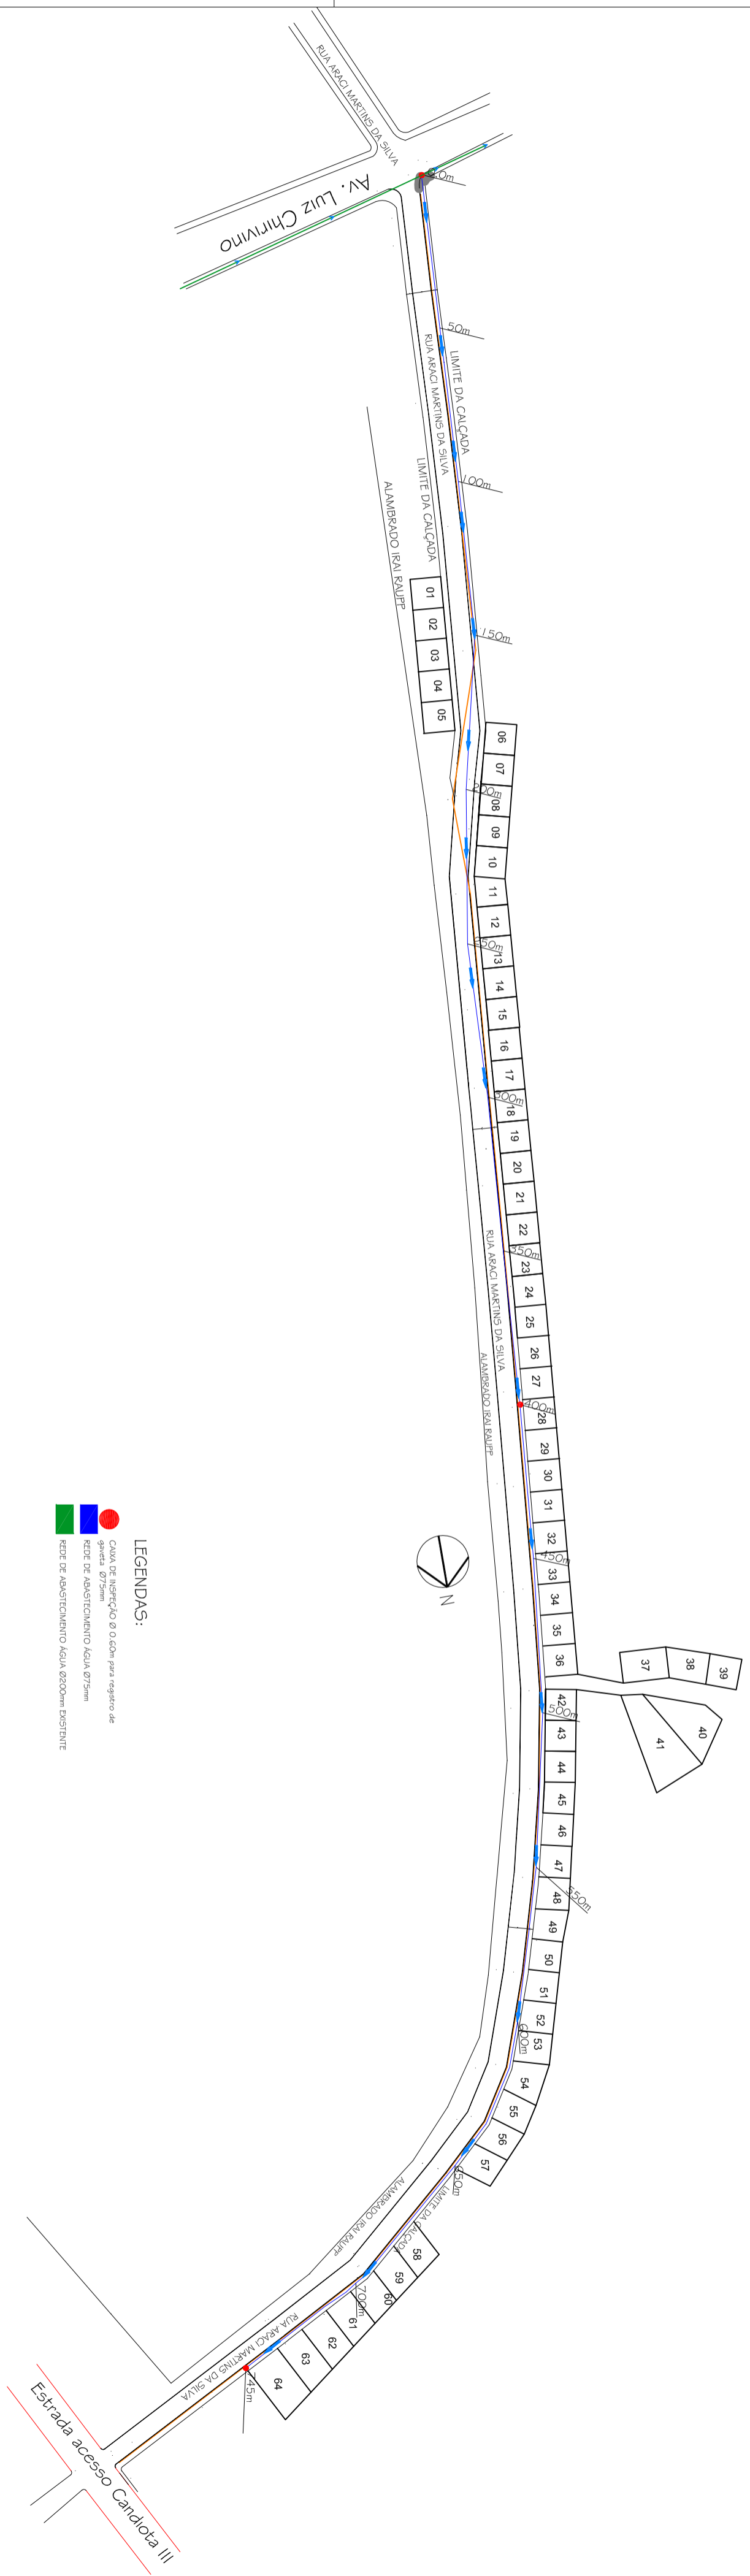 RUA ARACI MARTINS DA SILVA
Av. Luiz Chirivino
0.0m
50m
LIMITE DA CALÇADA
RUA ARACI MARTINS DA SILVA
100m
LIMITE DA CALÇADA
ALAMBRADO IRAI RAUPP
01
02
03
04
05
150m
06
07
200m
08
09
10
11
12
250m
13
14
15
16
17
300m
18
19
20
21
22
350m
23
24
25
26
27
RUA ARACI MARTINS DA SILVA
ALAMBRADO IRAI RAUPP
400m
28
29
30
31
32
450m
33
34
35
36
37
38
39
40
41
42
500m
43
44
45
46
47
550m
48
49
50
51
52
600m
53
54
55
56
57
650m
LIMITE DA CALÇADA
ALAMBRADO IRAI RAUPP
58
59
60
700m
61
62
63
64
RUA ARACI MARTINS DA SILVA
745m
Estrada acesso Candiota III
N
LEGENDAS:
CAIXA DE INSPEÇÃO Ø 0.60m para registro de
gaveta Ø75mm
REDE DE ABASTECIMENTO ÁGUA Ø75mm
REDE DE ABASTECIMENTO ÁGUA Ø200mm EXISTENTE